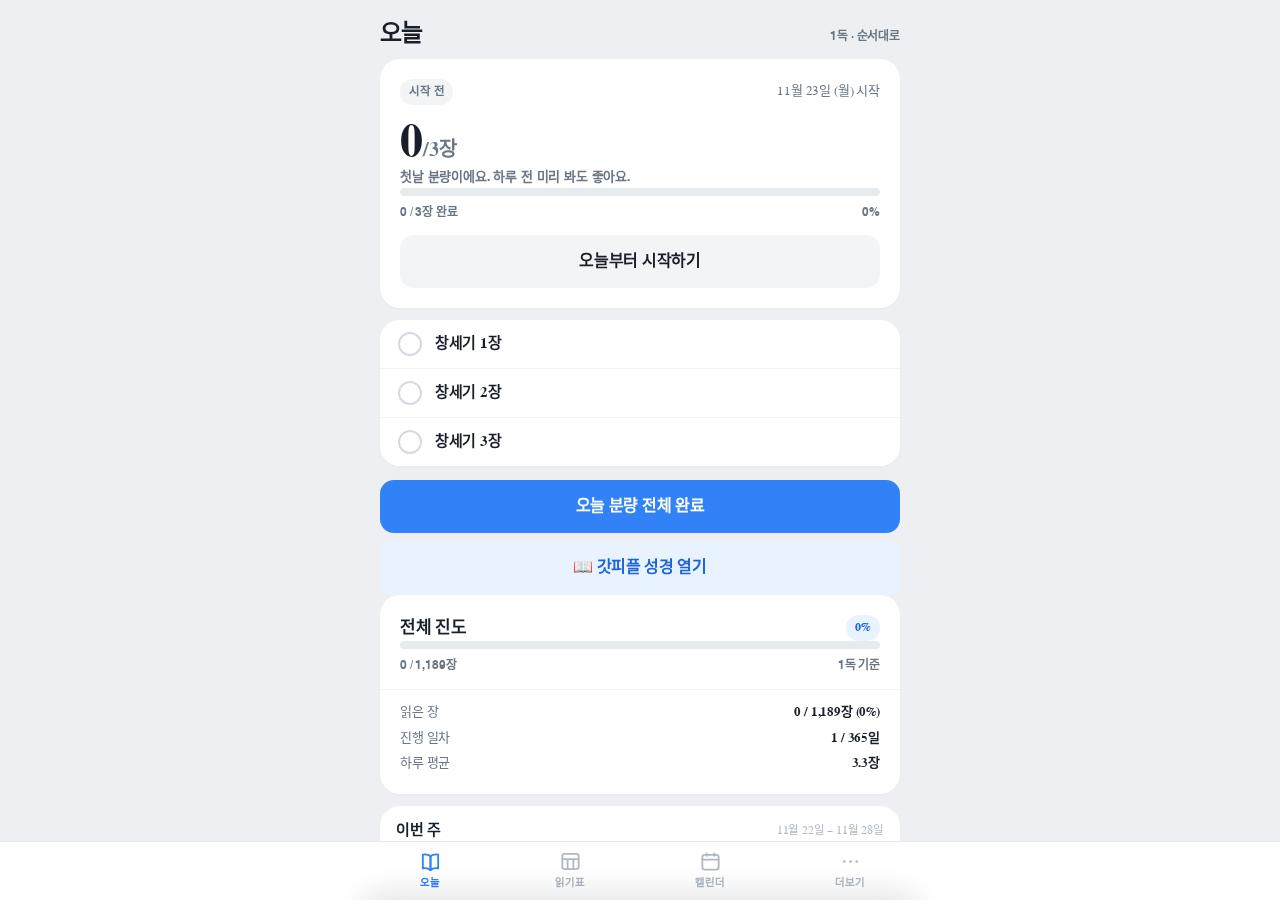 오늘
1독 · 순서대로
시작 전
11월 23일 (월) 시작
0/3장
첫날 분량이에요. 하루 전 미리 봐도 좋아요.
0 / 3장 완료
0%
오늘부터 시작하기
창세기 1장
창세기 2장
창세기 3장
오늘 분량 전체 완료
📖 갓피플 성경 열기
전체 진도
0%
0 / 1,189장
1독 기준
읽은 장
0 / 1,189장 (0%)
진행 일차
1 / 365일
하루 평균
3.3장
이번 주
11월 22일 – 11월 28일
오늘
읽기표
캘린더
더보기